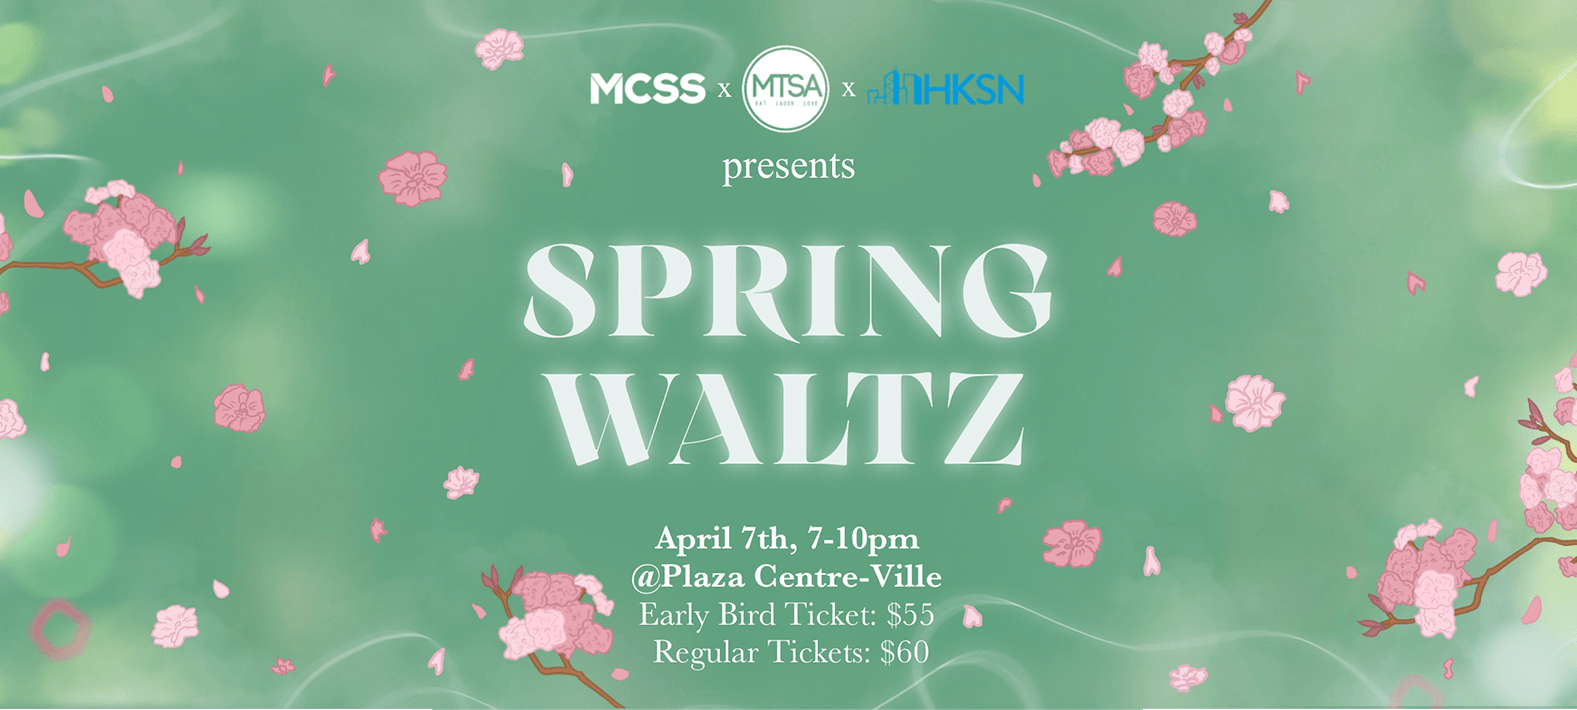 MCSS x MTSA x HKSN
EAT LAUGH LOVE
presents
SPRING
WALTZ
April 7th, 7-10pm
@Plaza Centre-Ville
Early Bird Ticket: $55
Regular Tickets: $60